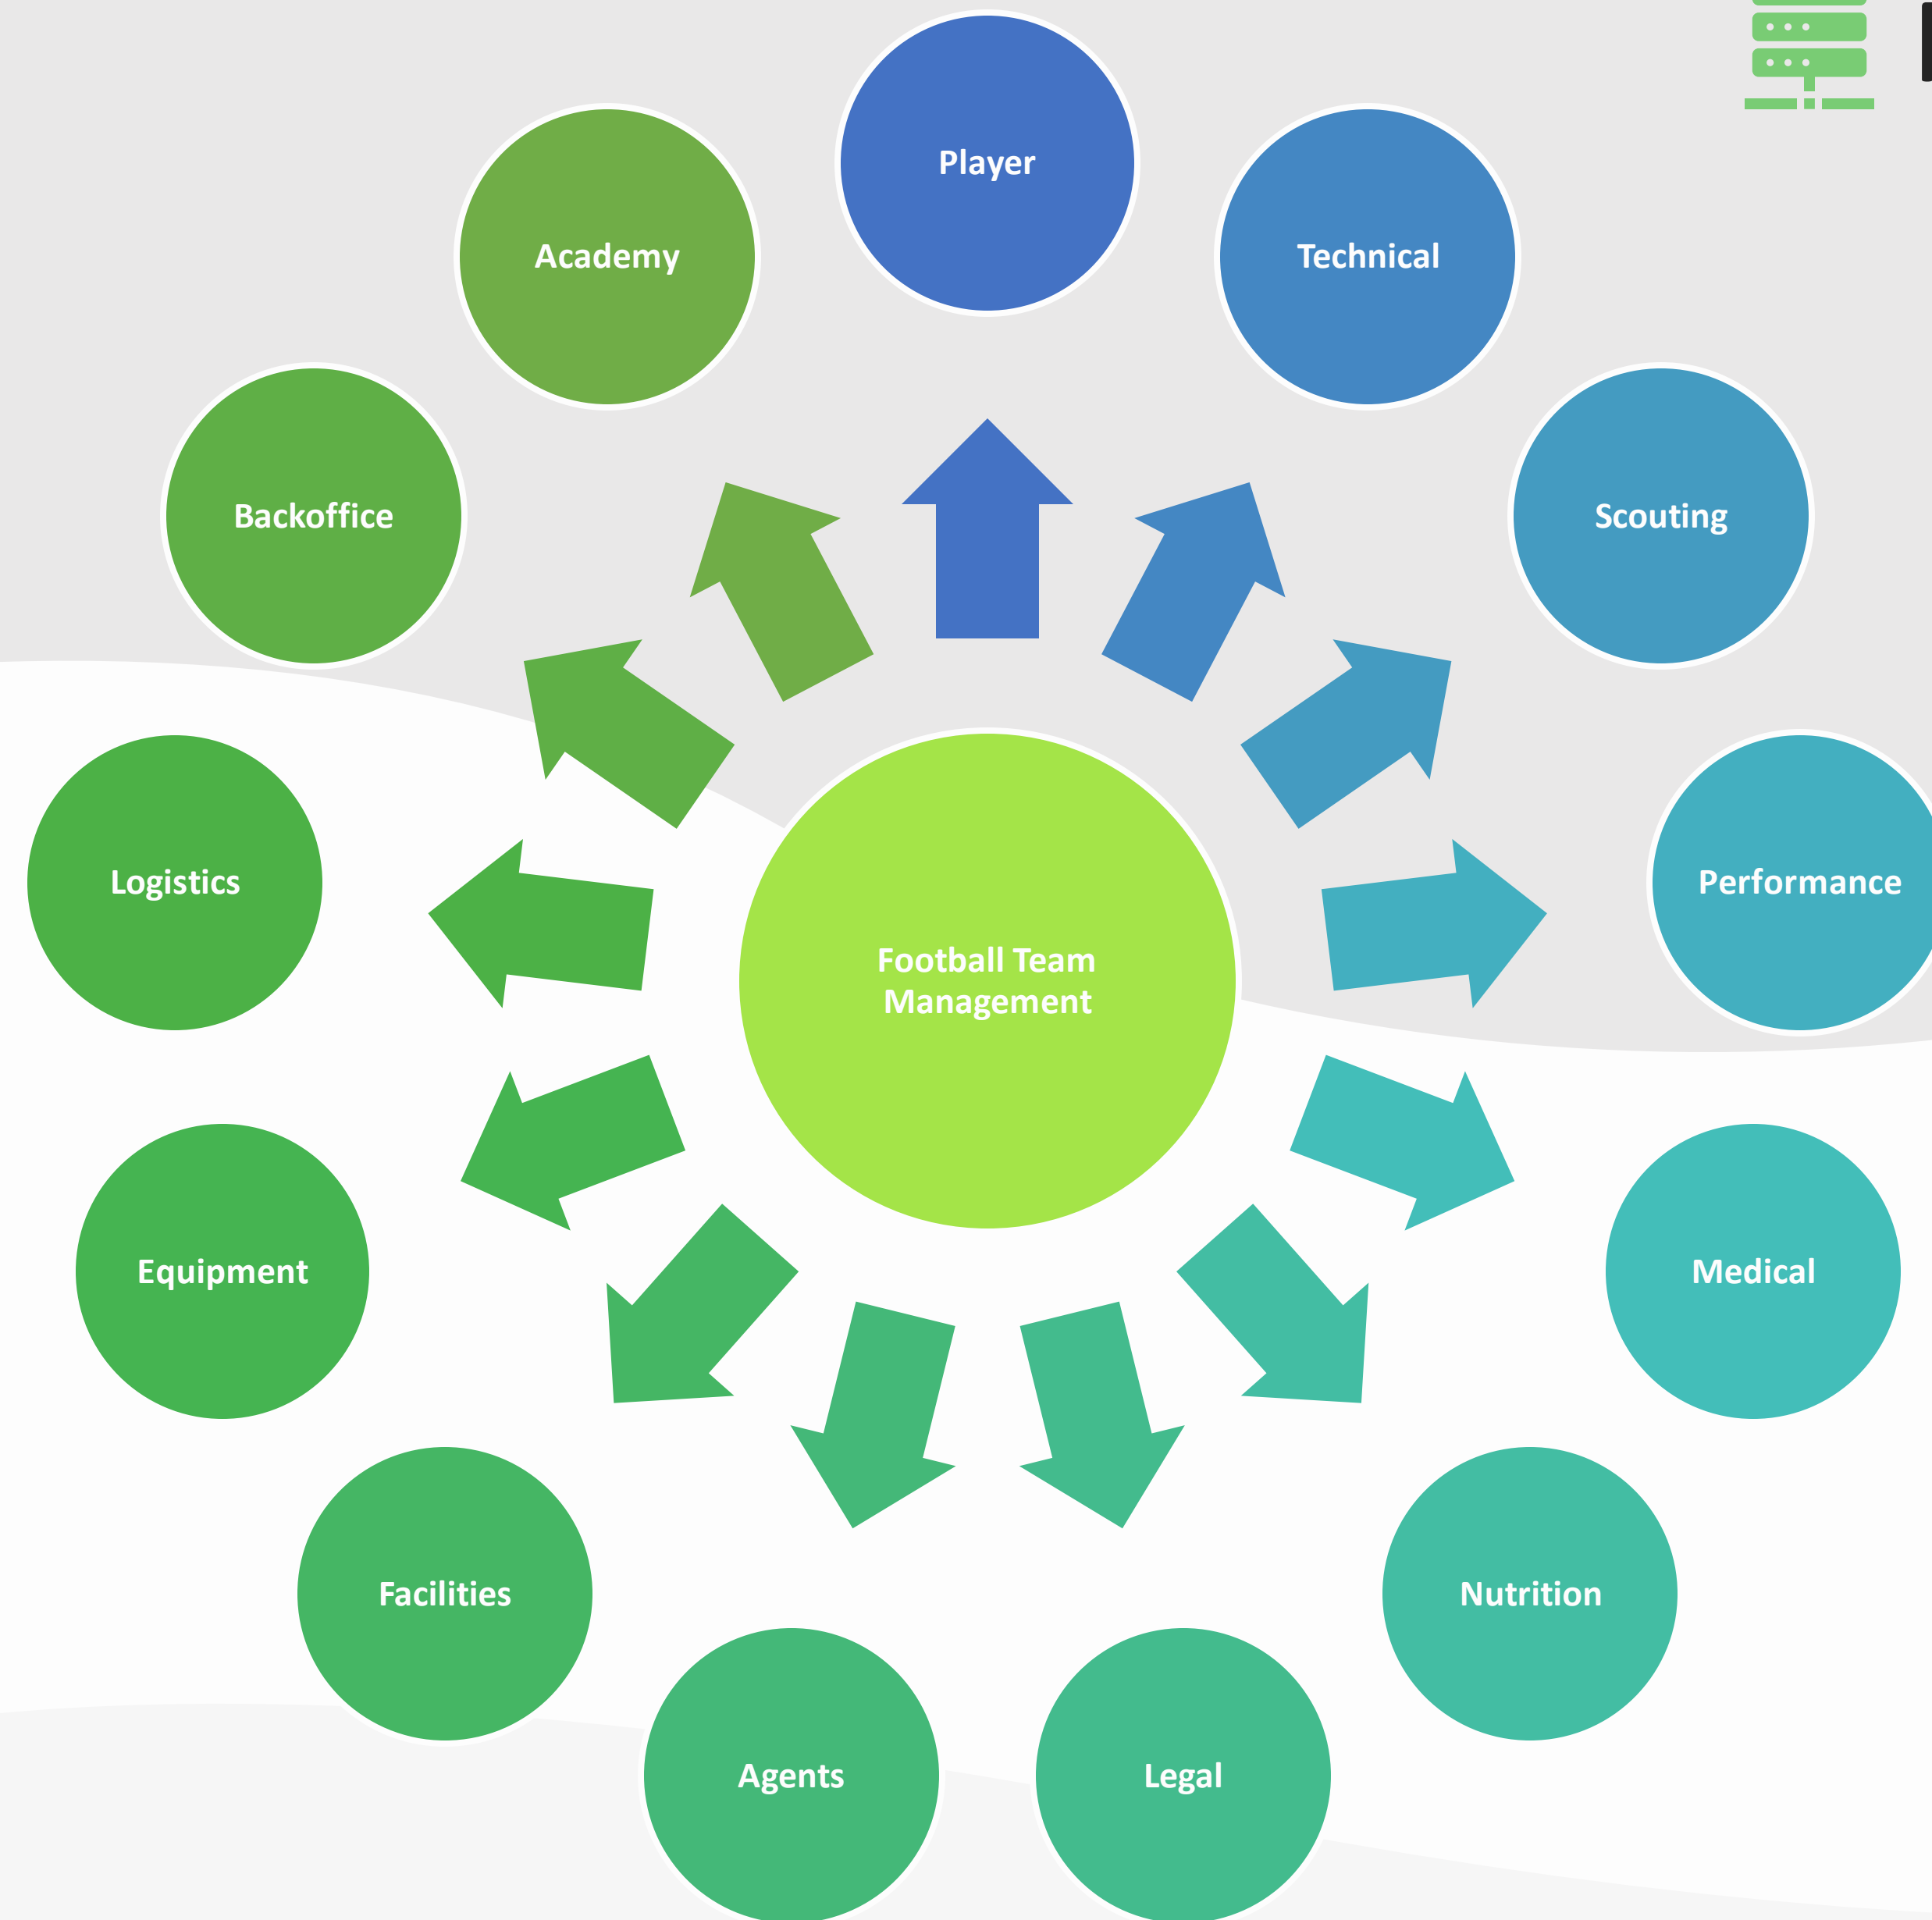 Player
Technical
Scouting
Performance
Medical
Nutrition
Legal
Agents
Facilities
Equipment
Logistics
Backoffice
Academy
Football Team
Management